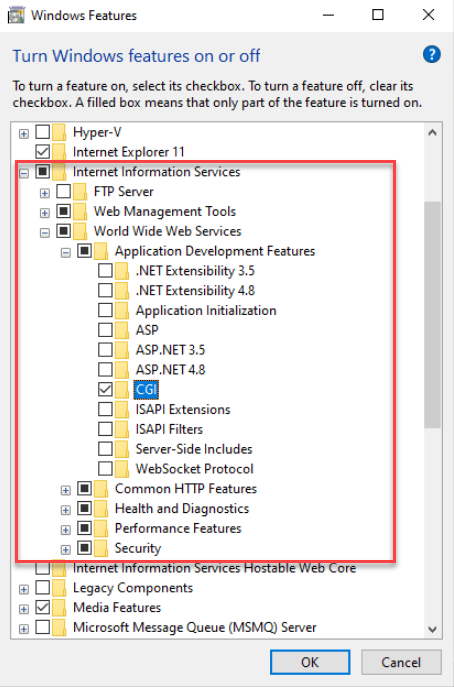 Windows Features
Turn Windows features on or off
?
To turn a feature on, select its checkbox. To turn a feature off, clear its
checkbox. A filled box means that only part of the feature is turned on.
Hyper-V
Internet Explorer 11
Internet Information Services
FTP Server
Web Management Tools
World Wide Web Services
Application Development Features
.NET Extensibility 3.5
.NET Extensibility 4.8
Application Initialization
ASP
ASP.NET 3.5
ASP.NET 4.8
CGI
ISAPI Extensions
ISAPI Filters
Server-Side Includes
WebSocket Protocol
Common HTTP Features
Health and Diagnostics
Performance Features
Security
Internet Information Services Hostable Web Core
Legacy Components
Media Features
Microsoft Message Queue (MSMQ) Server
OK Cancel